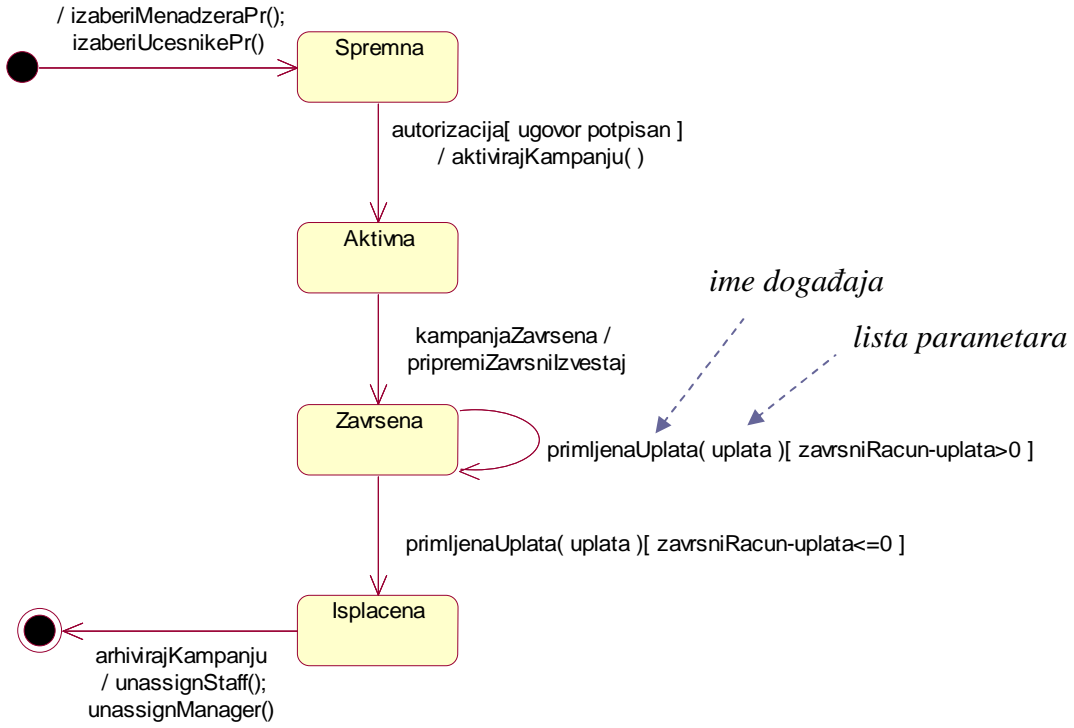 / izaberiMenadzeraPr();
izaberiUcesnikePr()
Spremna
autorizacija[ ugovor potpisan ]
/ aktivirajKampanju( )
Aktivna
ime događaja
lista parametara
kampanjaZavrsena /
pripremiZavrsniIzvestaj
Zavrsena
primljenaUplata( uplata )[ zavrsniRacun-uplata>0 ]
primljenaUplata( uplata )[ zavrsniRacun-uplata<=0 ]
Isplacena
arhivirajKampanju
/ unassignStaff();
unassignManager()